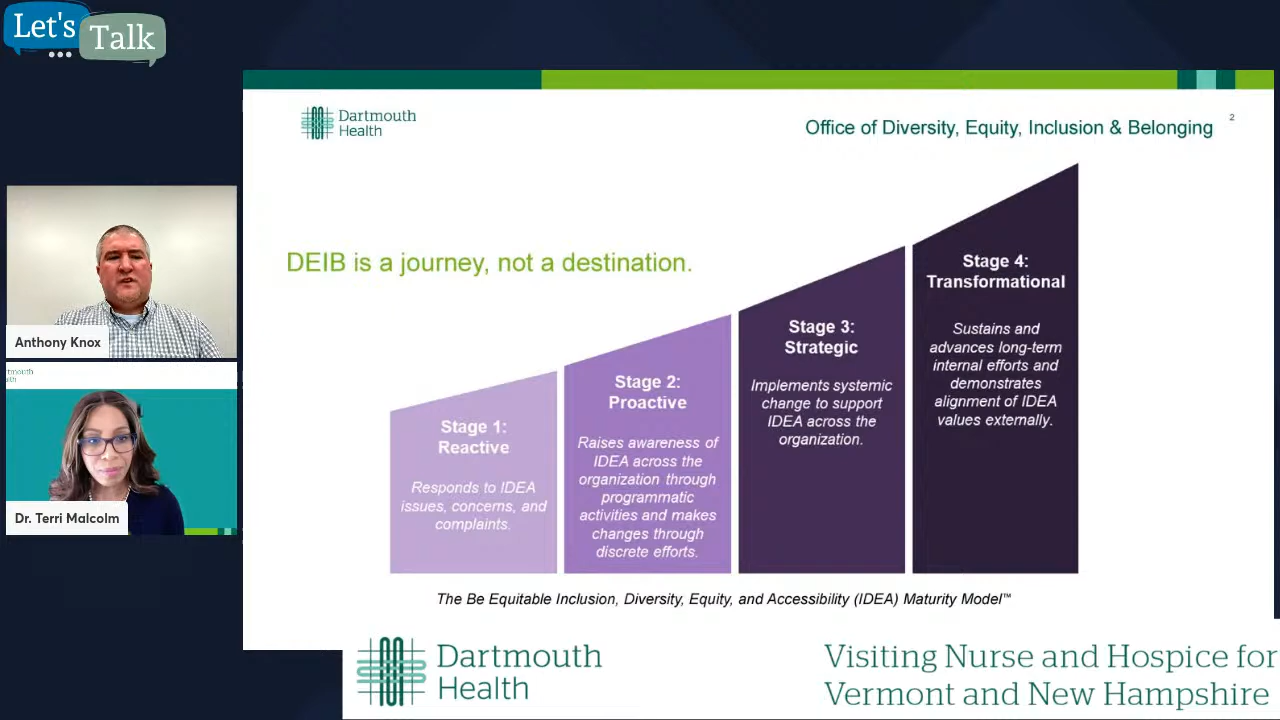 Let's
Talk
Dartmouth
Health
Office of Diversity, Equity, Inclusion & Belonging
2
DEIB is a journey, not a destination.
Stage 1:
Reactive
Responds to IDEA
issues, concerns, and
complaints.
Stage 2:
Proactive
Raises awareness of
IDEA across the
organization through
programmatic
activities and makes
changes through
discrete efforts.
Stage 3:
Strategic
Implements systemic
change to support
IDEA across the
organization.
Stage 4:
Transformational
Sustains and
advances long-term
internal efforts and
demonstrates
alignment of IDEA
values externally.
The Be Equitable Inclusion, Diversity, Equity, and Accessibility (IDEA) Maturity Model™
Anthony Knox
tmouth
lth
Dr. Terri Malcolm
Dartmouth
Health
Visiting Nurse and Hospice for
Vermont and New Hampshire